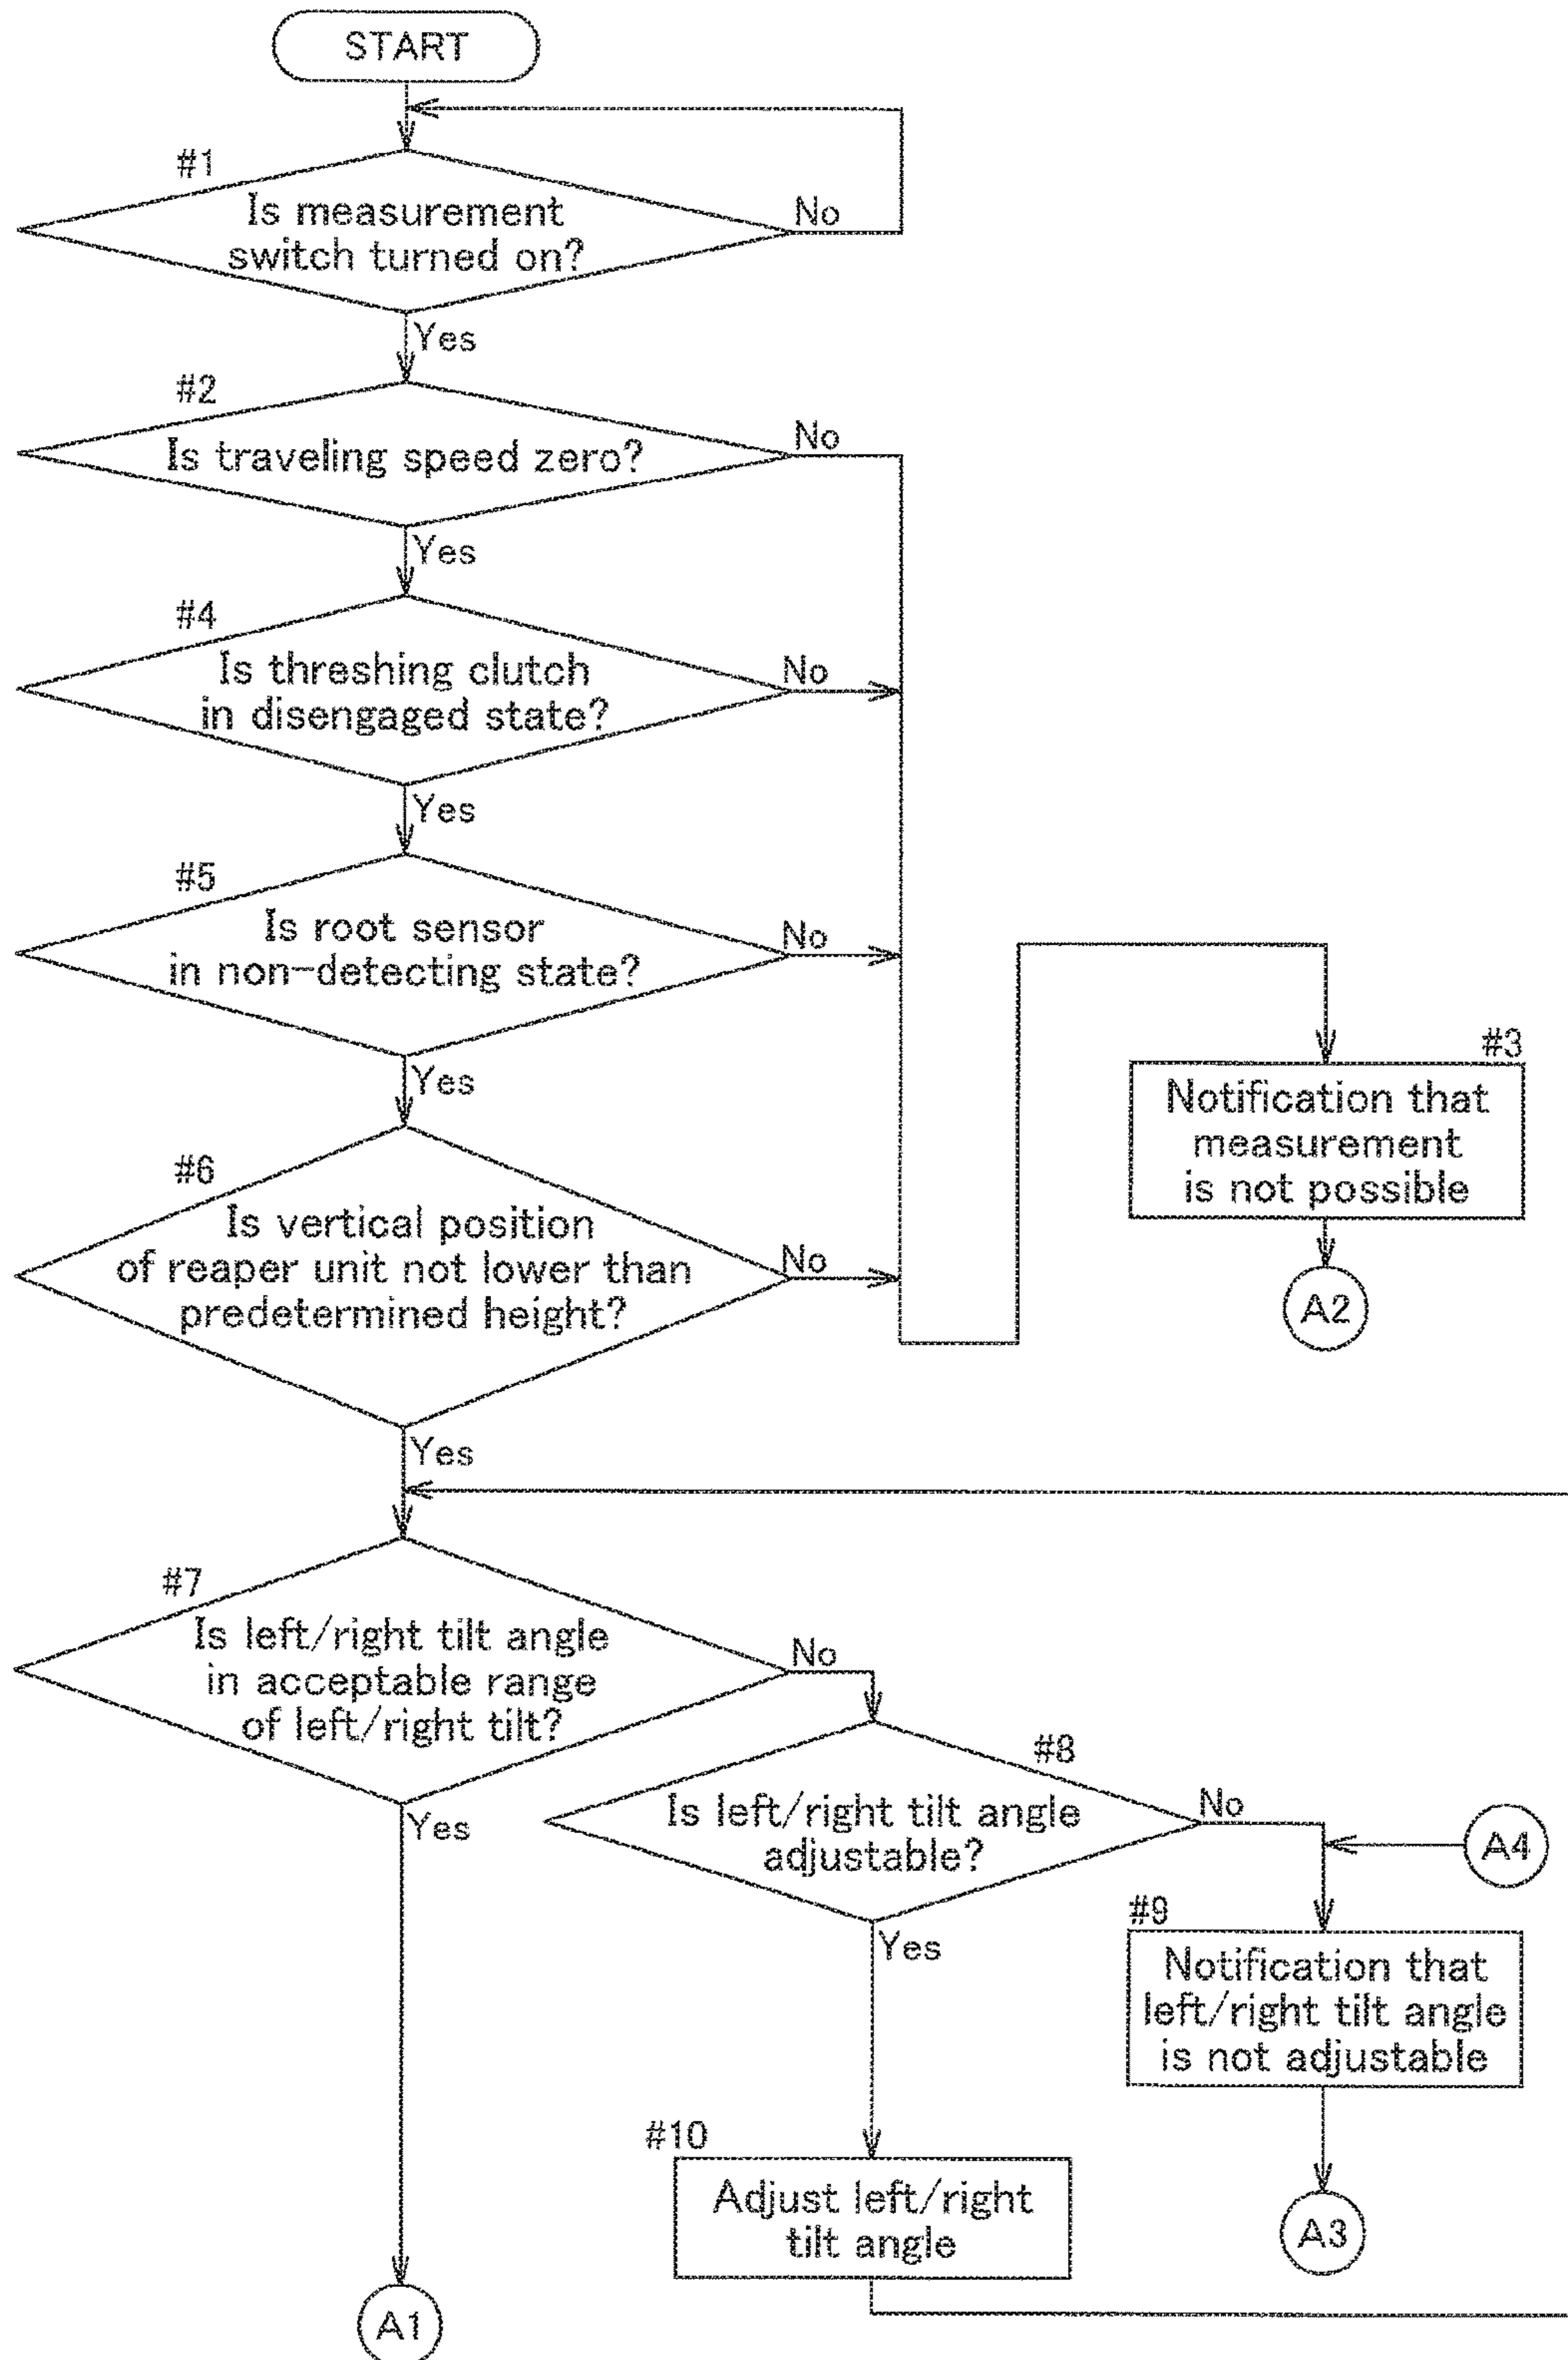 START
#1
Is measurement
switch turned on?
No
Yes
#2
Is traveling speed zero?
No
Yes
#4
Is threshing clutch
in disengaged state?
No
Yes
#5
Is root sensor
in non-detecting state?
No
Yes
#3
Notification that
measurement
is not possible
A2
#6
Is vertical position
of reaper unit not lower than
predetermined height?
No
Yes
#7
Is left/right tilt angle
in acceptable range
of left/right tilt?
No
Yes
#8
Is left/right tilt angle
adjustable?
No
Yes
A4
#9
Notification that
left/right tilt angle
is not adjustable
A3
#10
Adjust left/right
tilt angle
A1